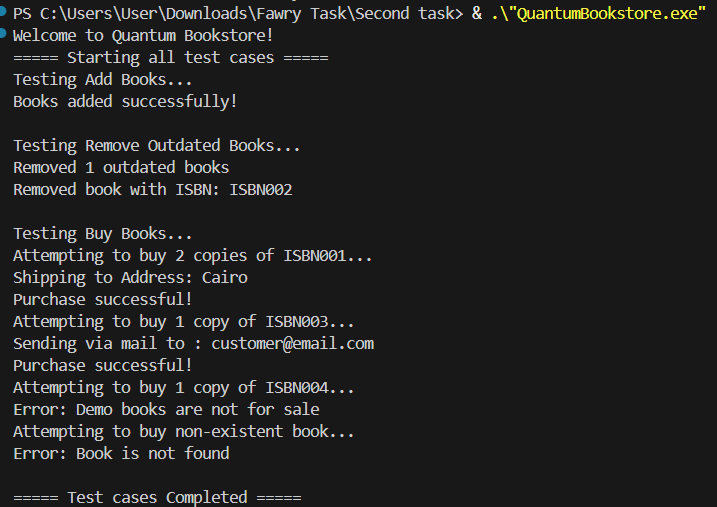 PS C:\Users\User\Downloads\Fawry Task\Second task> & .\"QuantumBookstore.exe"
Welcome to Quantum Bookstore!
===== Starting all test cases =====
Testing Add Books...
Books added successfully!

Testing Remove Outdated Books...
Removed 1 outdated books
Removed book with ISBN: ISBN002

Testing Buy Books...
Attempting to buy 2 copies of ISBN001...
Shipping to Address: Cairo
Purchase successful!
Attempting to buy 1 copy of ISBN003...
Sending via mail to : customer@email.com
Purchase successful!
Attempting to buy 1 copy of ISBN004...
Error: Demo books are not for sale
Attempting to buy non-existent book...
Error: Book is not found

===== Test cases Completed =====